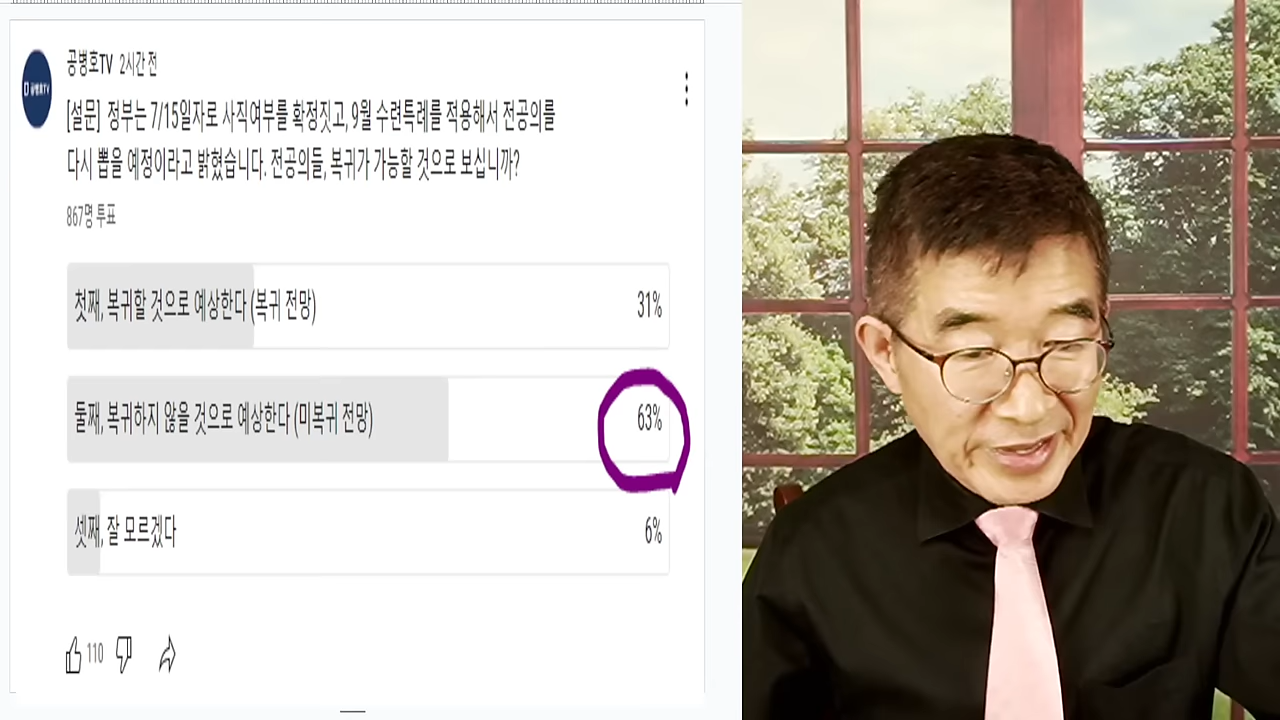 공병호TV 2시간 전
[설문] 정부는 7/15일자로 사직여부를 확정짓고, 9월 수련특례를 적용해서 전공의를
다시 뽑을 예정이라고 밝혔습니다. 전공의들, 복귀가 가능할 것으로 보십니까?
867명 투표
첫째, 복귀할 것으로 예상한다 (복귀 전망) 31%
둘째, 복귀하지 않을 것으로 예상한다 (미복귀 전망) 63%
셋째, 잘 모르겠다 6%
110